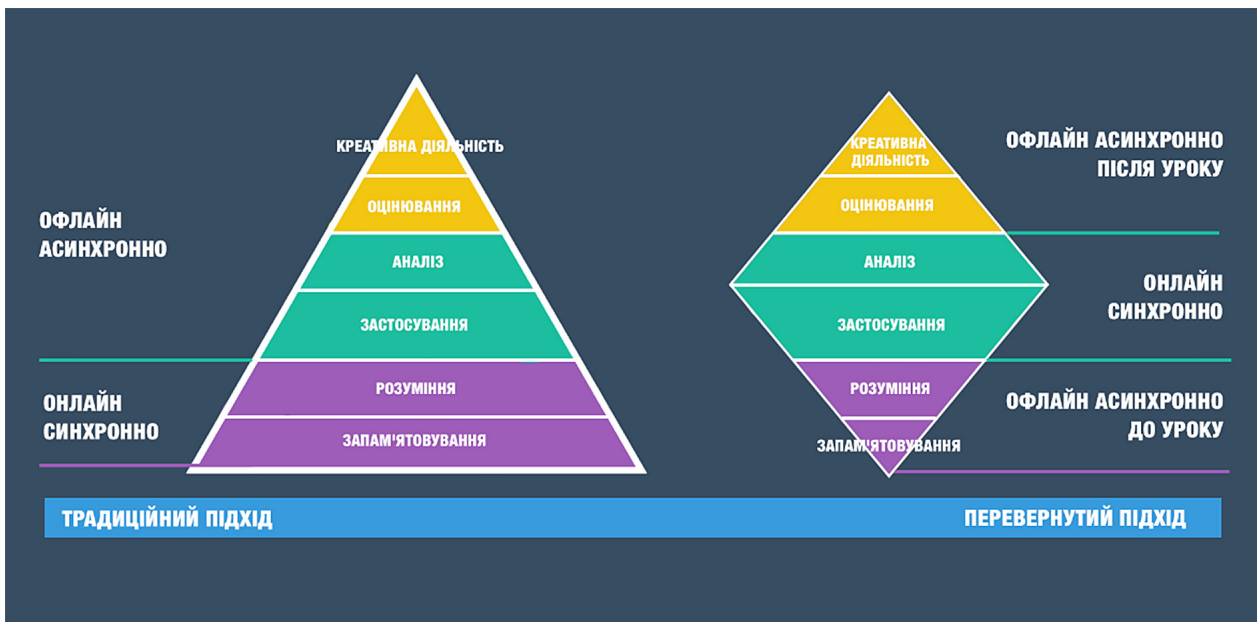 КРЕАТИВНА ДІЯЛЬНІСТЬ
ОЦІНЮВАННЯ
АНАЛІЗ
ЗАСТОСУВАННЯ
РОЗУМІННЯ
ЗАПАМ'ЯТОВУВАННЯ
ОФЛАЙН
АСИНХРОННО
ОНЛАЙН
СИНХРОННО
КРЕАТИВНА
ДІЯЛЬНІСТЬ
ОЦІНЮВАННЯ
АНАЛІЗ
ЗАСТОСУВАННЯ
РОЗУМІННЯ
ЗАПАМ'ЯТОВУВАННЯ
ОФЛАЙН АСИНХРОННО
ПІСЛЯ УРОКУ
ОНЛАЙН
СИНХРОННО
ОФЛАЙН АСИНХРОННО
ДО УРОКУ
ТРАДИЦІЙНИЙ ПІДХІД
ПЕРЕВЕРНУТИЙ ПІДХІД